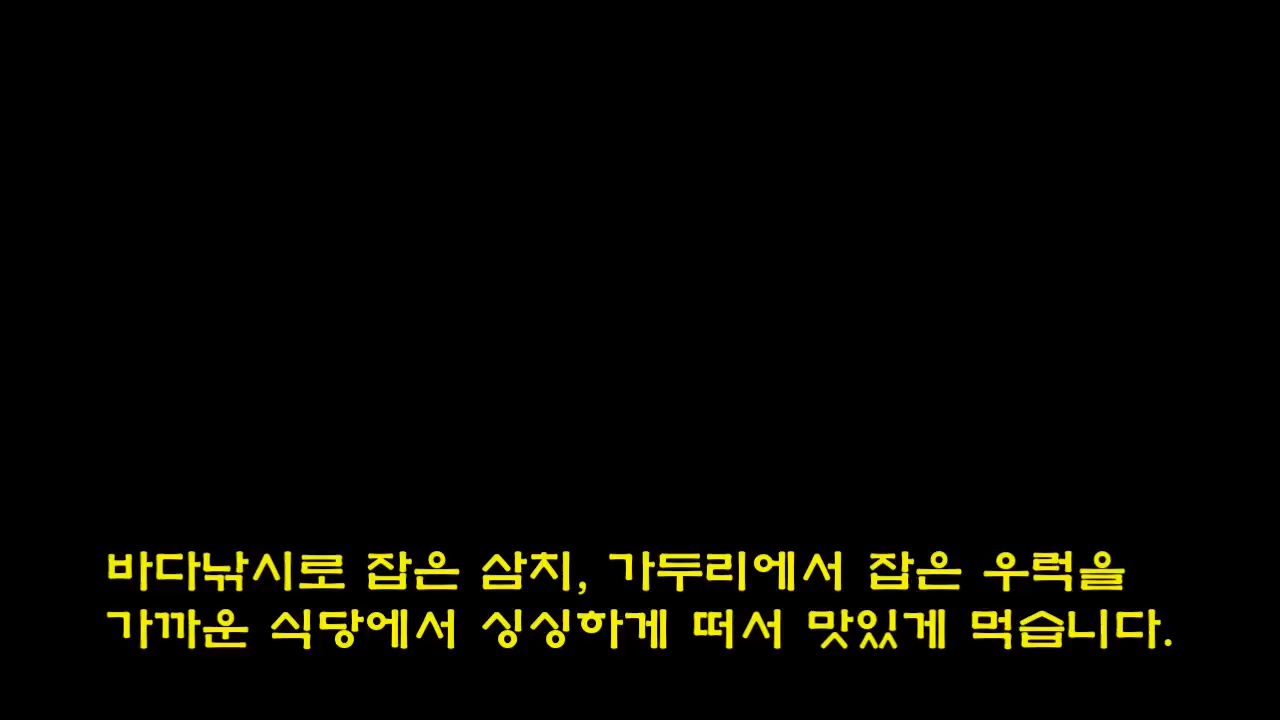 바다낚시로 잡은 삼치, 가두리에서 잡은 우럭을
가까운 식당에서 싱싱하게 떠서 맛있게 먹습니다.